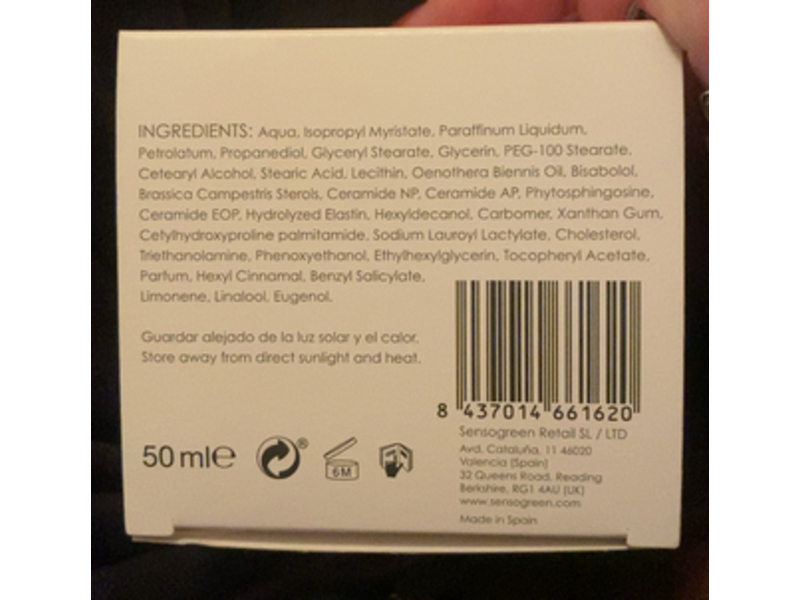 INGREDIENTS: Aqua, Isopropyl Myristate, Paraffinum Liquidum,
Petrolatum, Propanediol, Glyceryl Stearate, Glycerin, PEG-100 Stearate,
Cetearyl Alcohol, Stearic Acid, Lecithin, Oenothera Biennis Oil, Bisabolol,
Brassica Campestris Sterols, Ceramide NP, Ceramide AP, Phytosphingosine,
Ceramide EOP, Hydrolyzed Elastin, Hexyldecanol, Carbomer, Xanthan Gum,
Cetylhydroxyproline palmitamide, Sodium Lauroyl Lactylate, Cholesterol,
Triethanolamine, Phenoxyethanol, Ethylhexylglycerin, Tocopheryl Acetate,
Parfum, Hexyl Cinnamal, Benzyl Salicylate,
Limonene, Linalool, Eugenol.
Guardar alejado de la luz solar y el calor.
Store away from direct sunlight and heat.
8 437014 661620
50 ml e
®
6M
Sensogreen Retail SL / LTD
Avd. Cataluña, 11 46020
Valencia (Spain)
32 Queens Road, Reading
Berkshire, RG1 4AU (UK)
www.sensogreen.com
Made in Spain